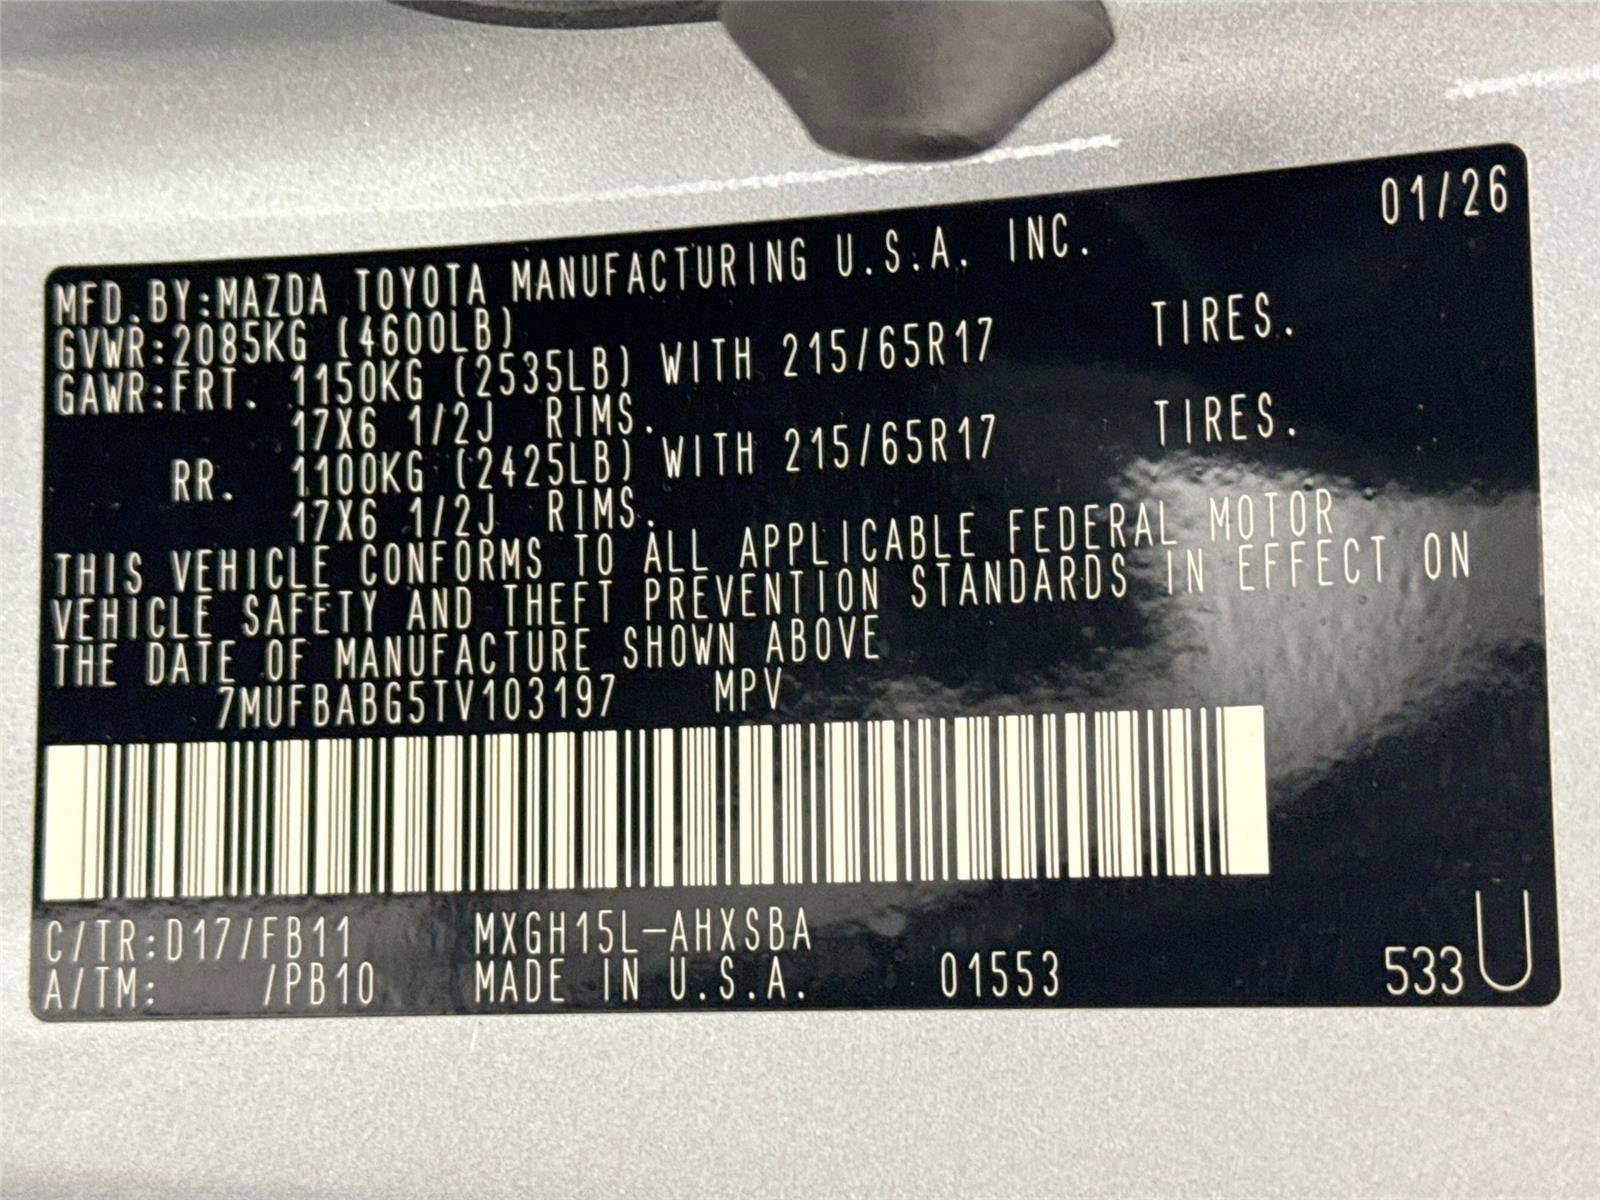 01/26
MFD.BY:MAZDA TOYOTA MANUFACTURING U.S.A. INC.
GVWR:2085KG (4600LB)
GAWR:FRT. 1150KG (2535LB) WITH 215/65R17 TIRES.
17X6 1/2J RIMS.
RR. 1100KG (2425LB) WITH 215/65R17 TIRES.
17X6 1/2J RIMS.
THIS VEHICLE CONFORMS TO ALL APPLICABLE FEDERAL MOTOR
VEHICLE SAFETY AND THEFT PREVENTION STANDARDS IN EFFECT ON
THE DATE OF MANUFACTURE SHOWN ABOVE
7MUFBABG5TV103197 MPV
C/TR:D17/FB11 MXGH15L-AHXSBA
A/TM: /PB10 MADE IN U.S.A. 01553 533 U